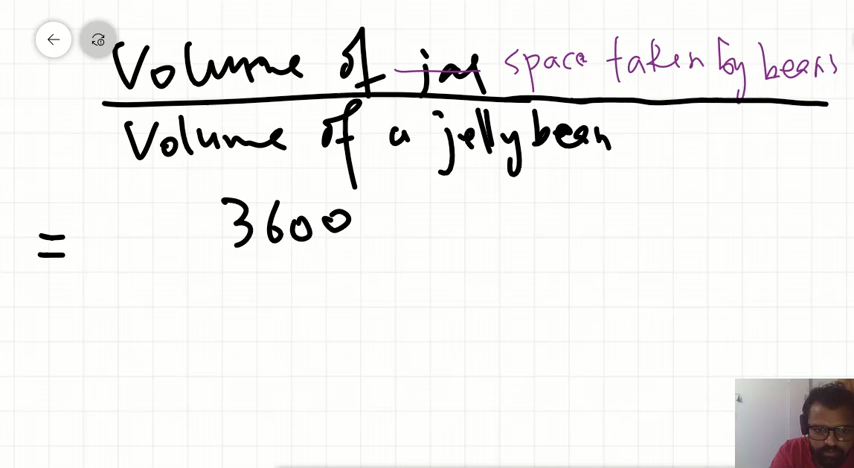 Volume of jar space taken by beans
Volume of a jellybean
= 3600